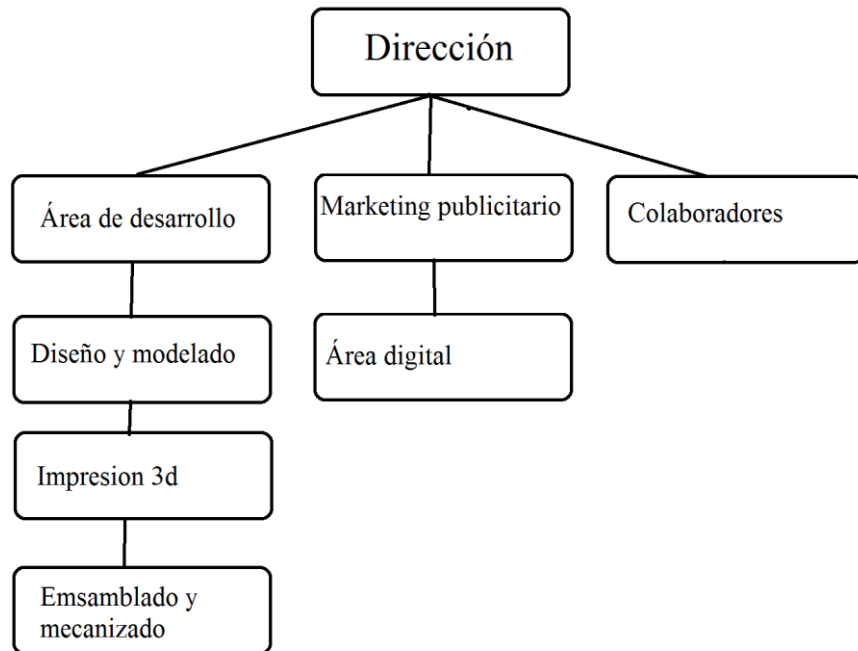 Dirección
Área de desarrollo
Marketing publicitario
Colaboradores
Diseño y modelado
Área digital
Impresion 3d
Emsamblado y
mecanizado